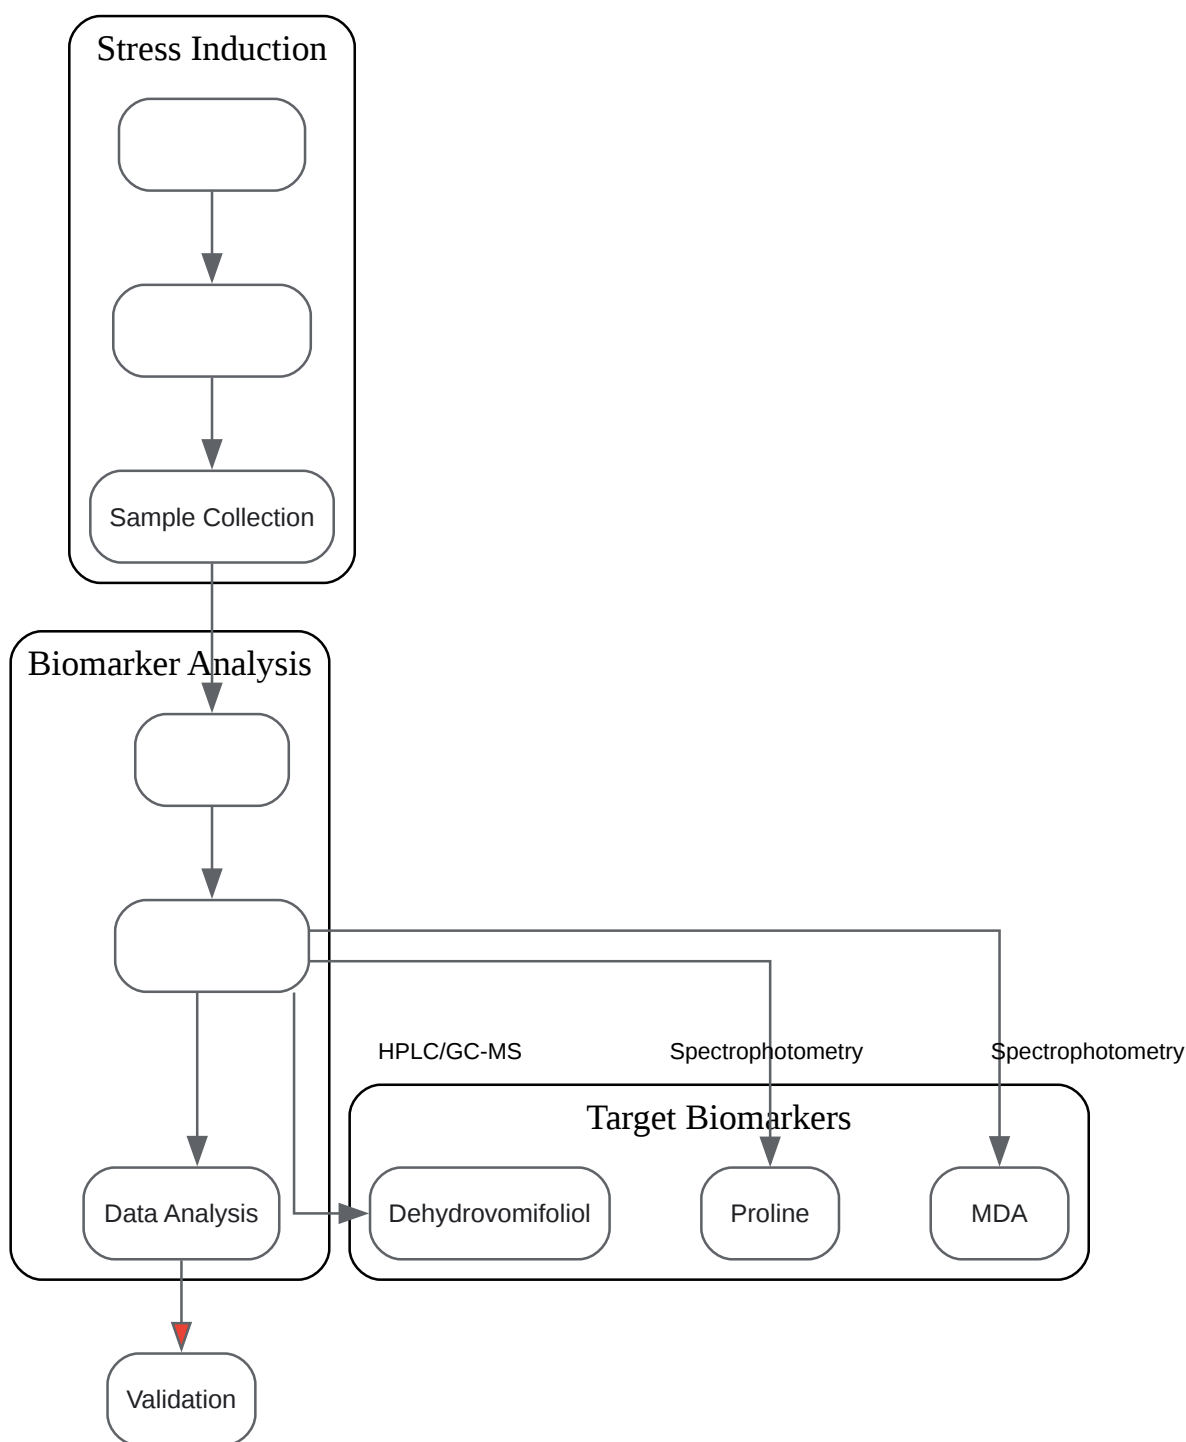 Stress Induction
Sample Collection
Biomarker Analysis
HPLC/GC-MS
Spectrophotometry
Spectrophotometry
Target Biomarkers
Data Analysis
Dehydrovomifoliol
Proline
MDA
Validation